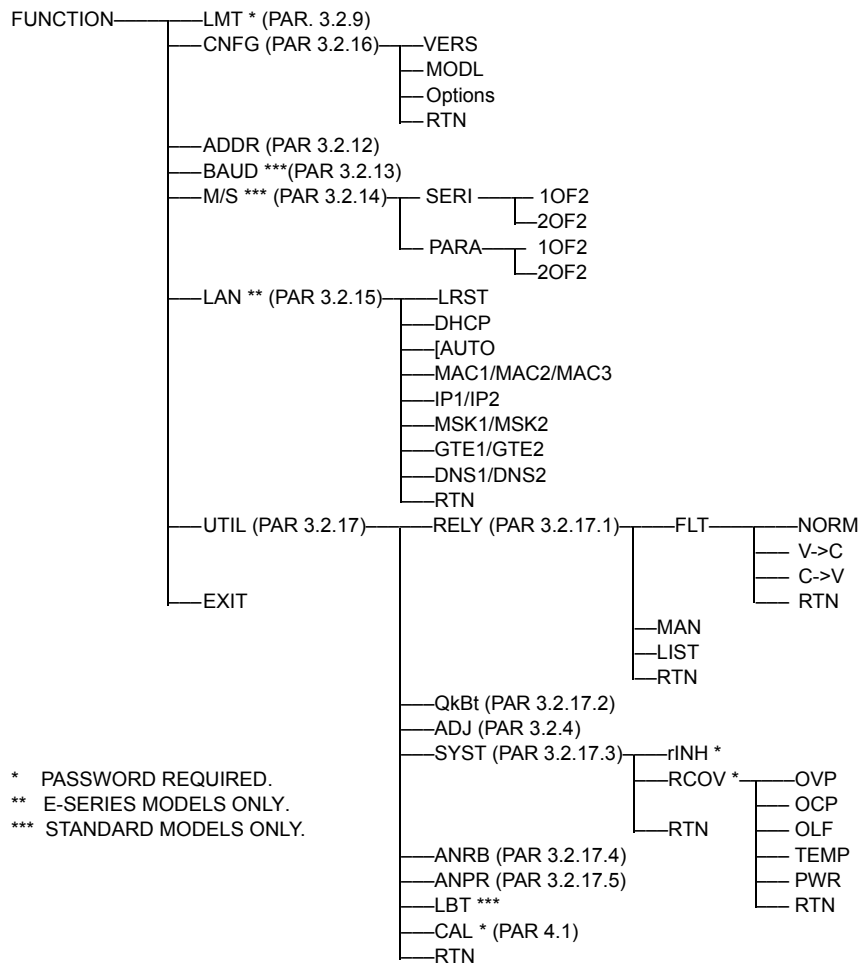 FUNCTION LMT * (PAR. 3.2.9)
CNFG (PAR 3.2.16) VERS
MODL
Options
RTN
ADDR (PAR 3.2.12)
BAUD ***(PAR 3.2.13)
M/S *** (PAR 3.2.14) SERI 1OF2
2OF2
PARA 1OF2
2OF2
LAN ** (PAR 3.2.15) LRST
DHCP
[AUTO
MAC1/MAC2/MAC3
IP1/IP2
MSK1/MSK2
GTE1/GTE2
DNS1/DNS2
RTN
UTIL (PAR 3.2.17) RELY (PAR 3.2.17.1) FLT NORM
V->C
C->V
EXIT RTN
MAN
LIST
RTN
QkBt (PAR 3.2.17.2)
ADJ (PAR 3.2.4)
SYST (PAR 3.2.17.3) rINH *
RCOV * OVP
OCP
RTN OLF
ANRB (PAR 3.2.17.4) TEMP
ANPR (PAR 3.2.17.5) PWR
LBT *** RTN
CAL * (PAR 4.1)
RTN
* PASSWORD REQUIRED.
** E-SERIES MODELS ONLY.
*** STANDARD MODELS ONLY.